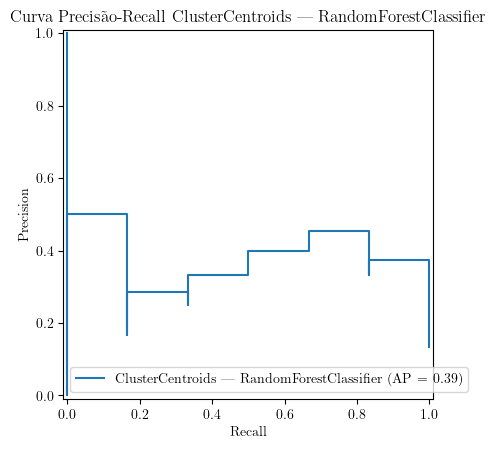 Curva Precisão-Recall ClusterCentroids — RandomForestClassifier
1.0
0.8
0.6
0.4
0.2
0.0
Precision
ClusterCentroids — RandomForestClassifier (AP = 0.39)
0.0 0.2 0.4 0.6 0.8 1.0
Recall